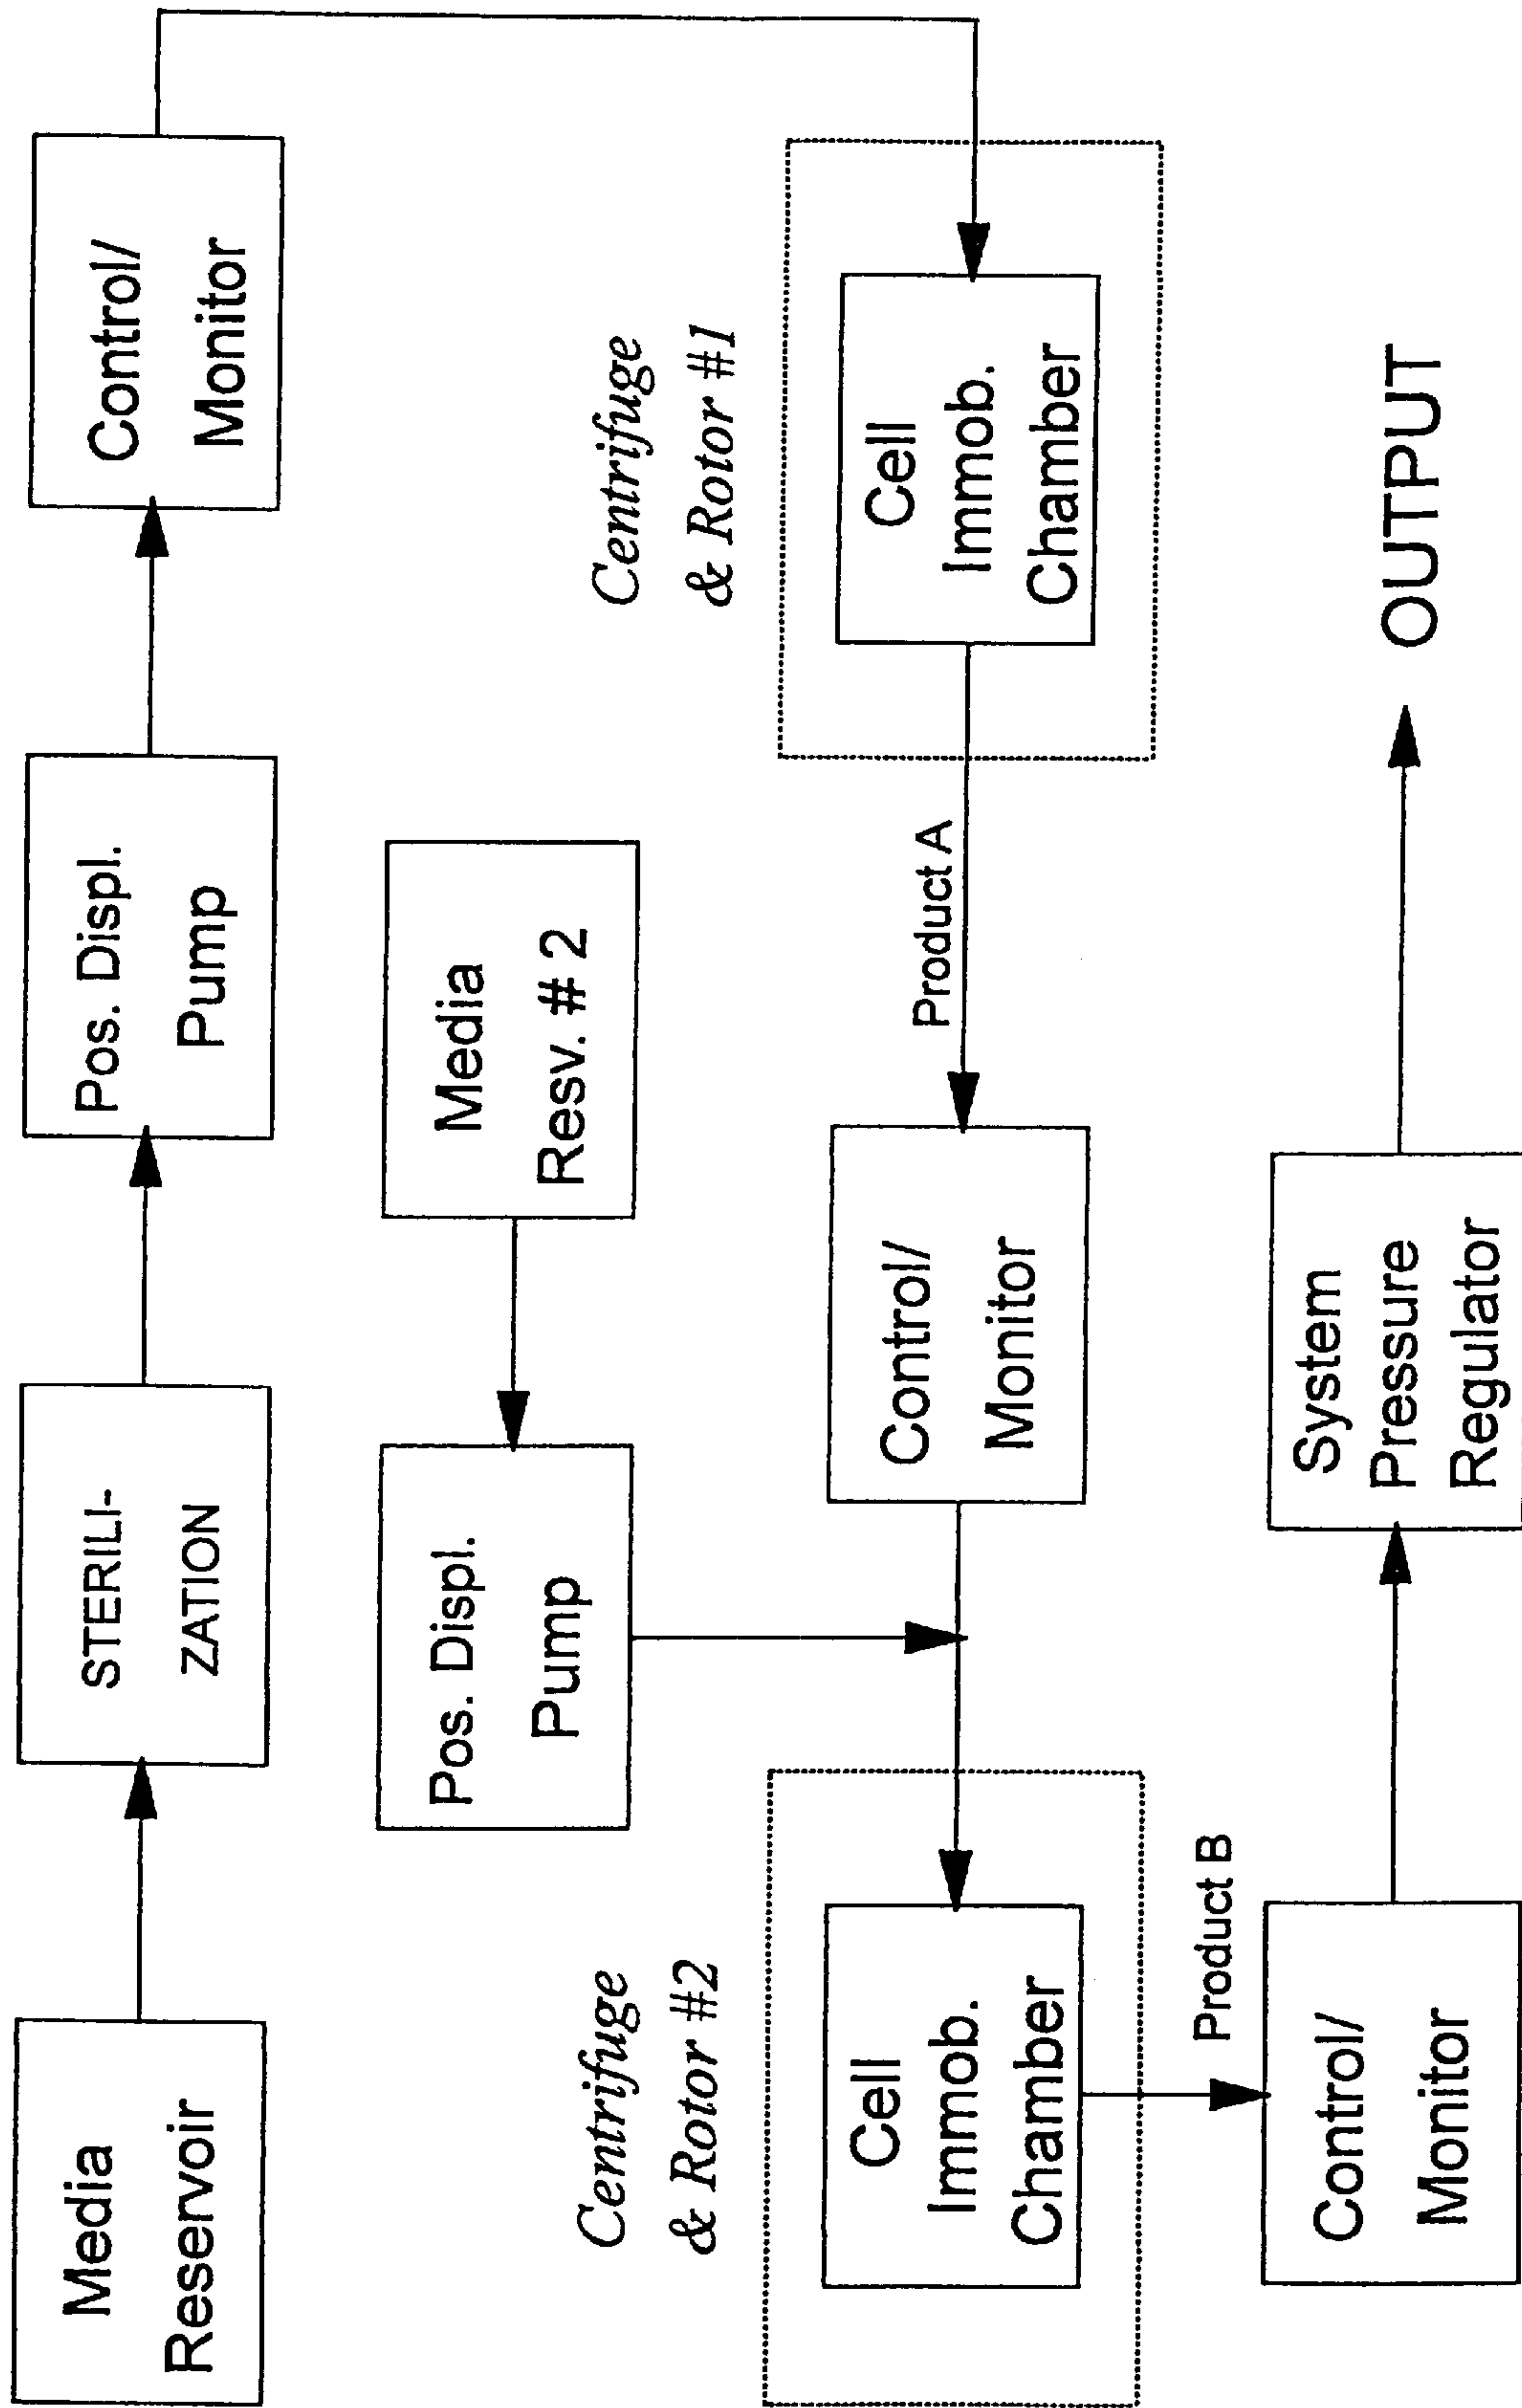 Media
Reservoir
STERILI-
ZATION
Pos. Displ.
Pump
Control/
Monitor
Pos. Displ.
Pump
Media
Resv. # 2
Centrifuge
& Rotor #2
Centrifuge
& Rotor #1
Cell
Immob.
Chamber
Control/
Monitor
Product A
Cell
Immob.
Chamber
Product B
Control/
Monitor
System
Pressure
Regulator
OUTPUT